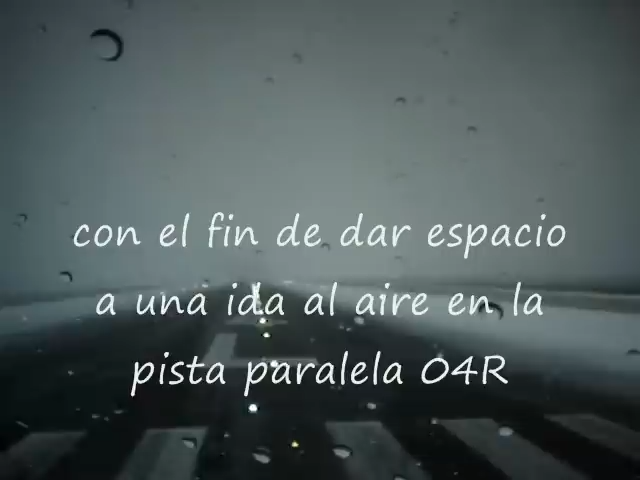 con el fin de dar espacio
a una ida al aire en la
pista paralela 04R